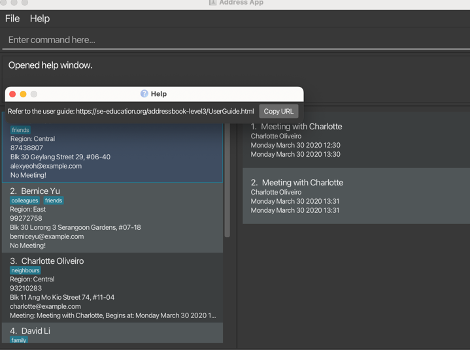 Address App
File Help
Enter command here...
Opened help window.
Help
Refer to the user guide: https://se-education.org/addressbook-level3/UserGuide.html
Copy URL
friends
Region: Central
87438807
Blk 30 Geylang Street 29, #06-40
alexyeoh@example.com
No Meeting!
2. Bernice Yu
colleagues friends
Region: East
99272758
Blk 30 Lorong 3 Serangoon Gardens, #07-18
berniceyu@example.com
No Meeting!
3. Charlotte Oliveiro
neighbours
Region: Central
93210283
Blk 11 Ang Mo Kio Street 74, #11-04
charlotte@example.com
Meeting: Meeting with Charlotte, Begins at: Monday March 30 2020 1...
4. David Li
family
1. Meeting with Charlotte
Charlotte Oliveiro
Monday March 30 2020 12:30
Monday March 30 2020 13:30
2. Meeting with Charlotte
Charlotte Oliveiro
Monday March 30 2020 13:31
Monday March 30 2020 13:31